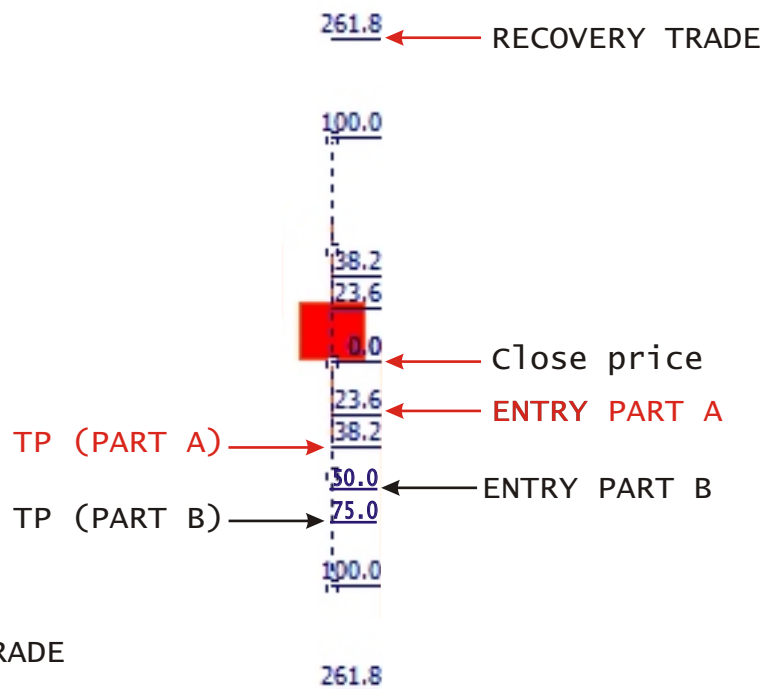 261.8
RECOVERY TRADE
100.0
38.2
23.6
0.0
Close price
23.6
ENTRY PART A
TP (PART A)
38.2
50.0
ENTRY PART B
TP (PART B)
75.0
100.0
RADE
261.8